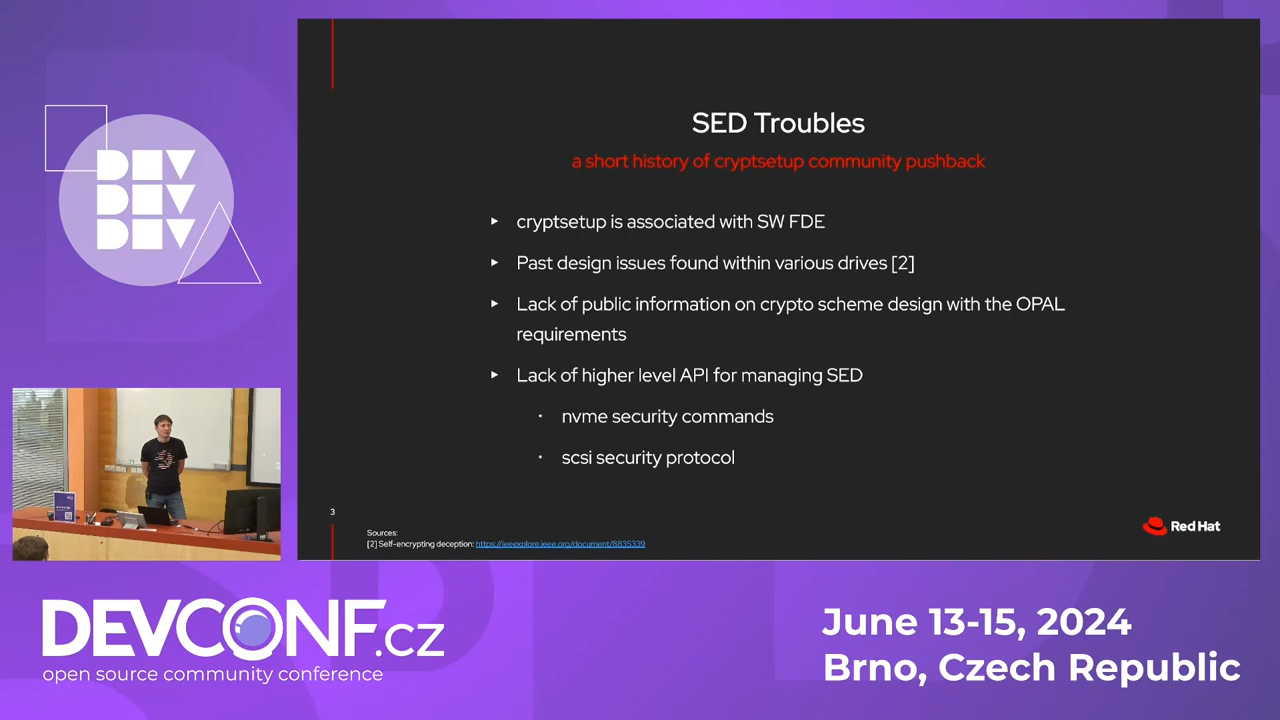 DEV
DEV
DEV
SED Troubles
a short history of cryptsetup community pushback
cryptsetup is associated with SW FDE
Past design issues found within various drives [2]
Lack of public information on crypto scheme design with the OPAL
requirements
Lack of higher level API for managing SED
nvme security commands
scsi security protocol
3
Sources:
[2] Self-encrypting deception: https://ieeexplore.ieee.org/document/8835339
Red Hat
DEVCONF.cz
open source community conference
June 13-15, 2024
Brno, Czech Republic